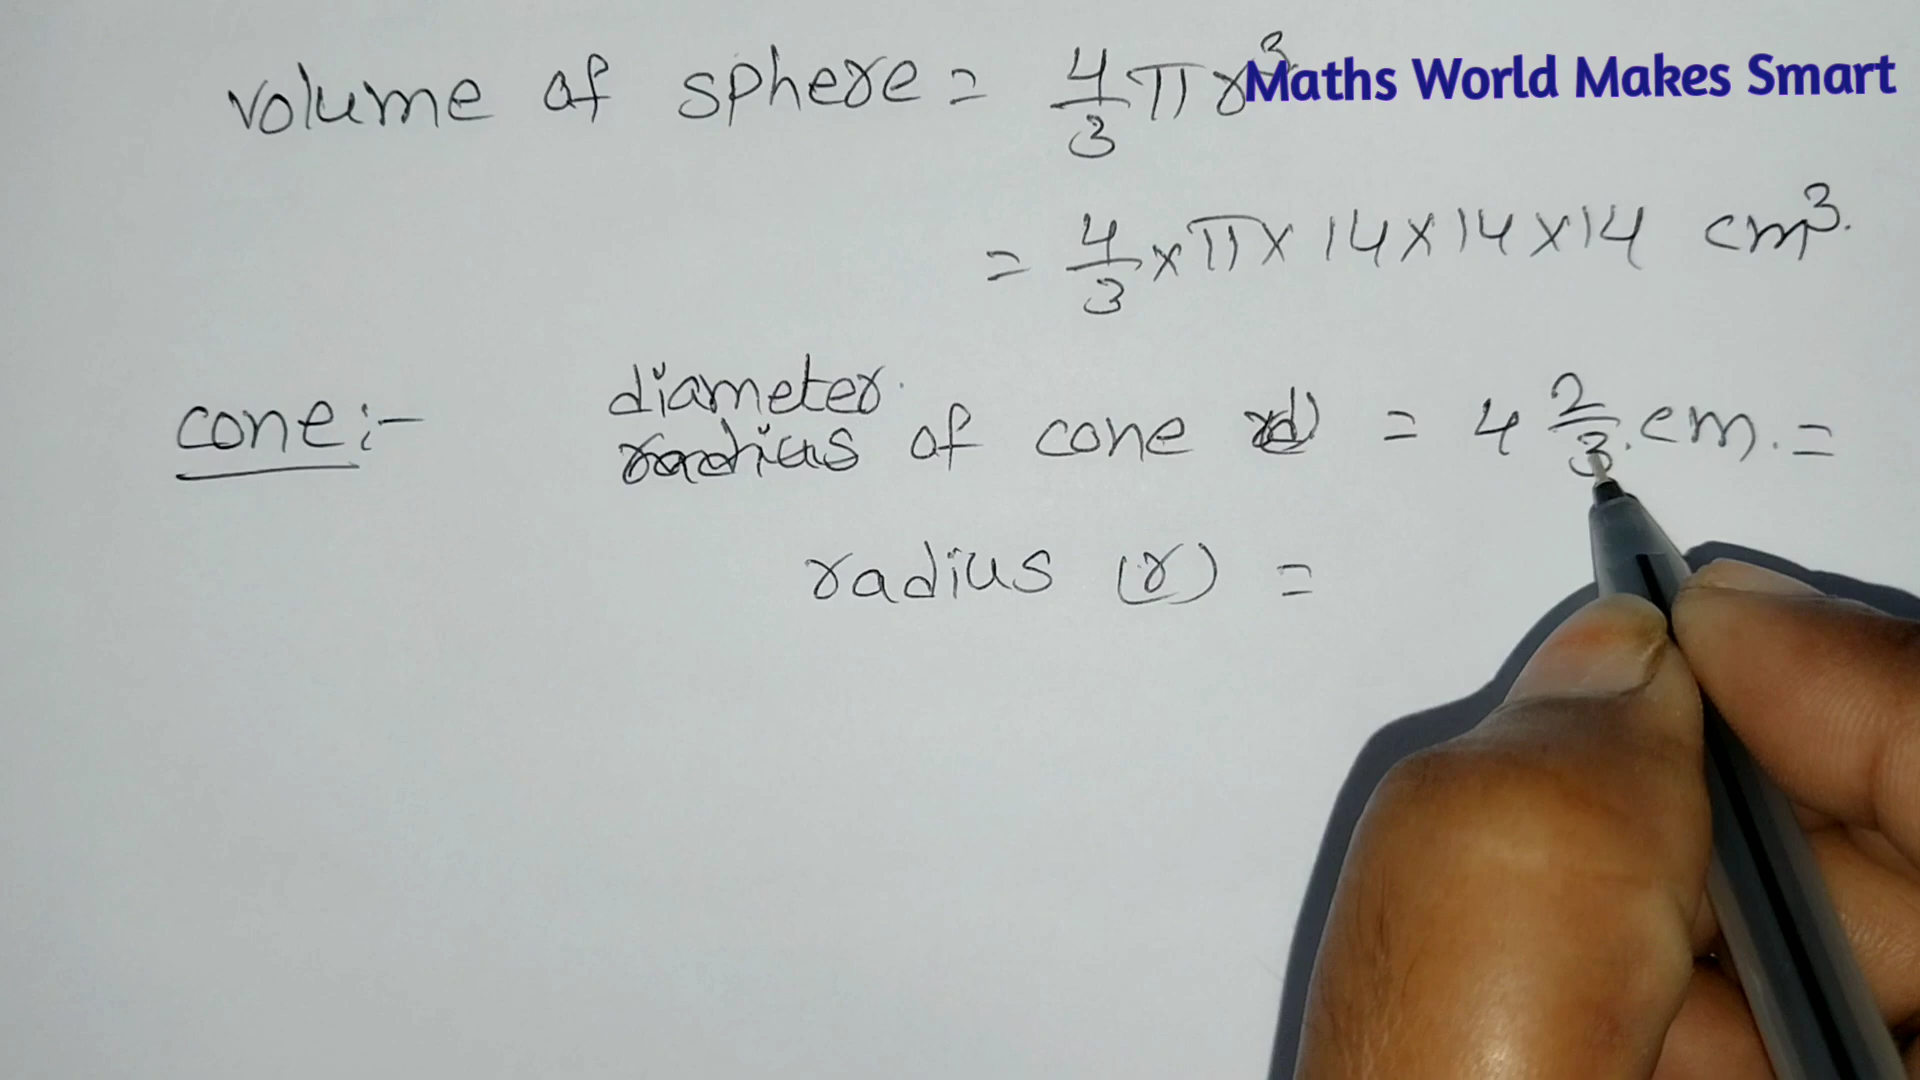 volume of sphere = 4/3 π r³
Maths World Makes Smart
= 4/3 × π × 14 × 14 × 14 cm³.
diameter
cone :- radius of cone = 4 2/3 cm. =
radius (r) =